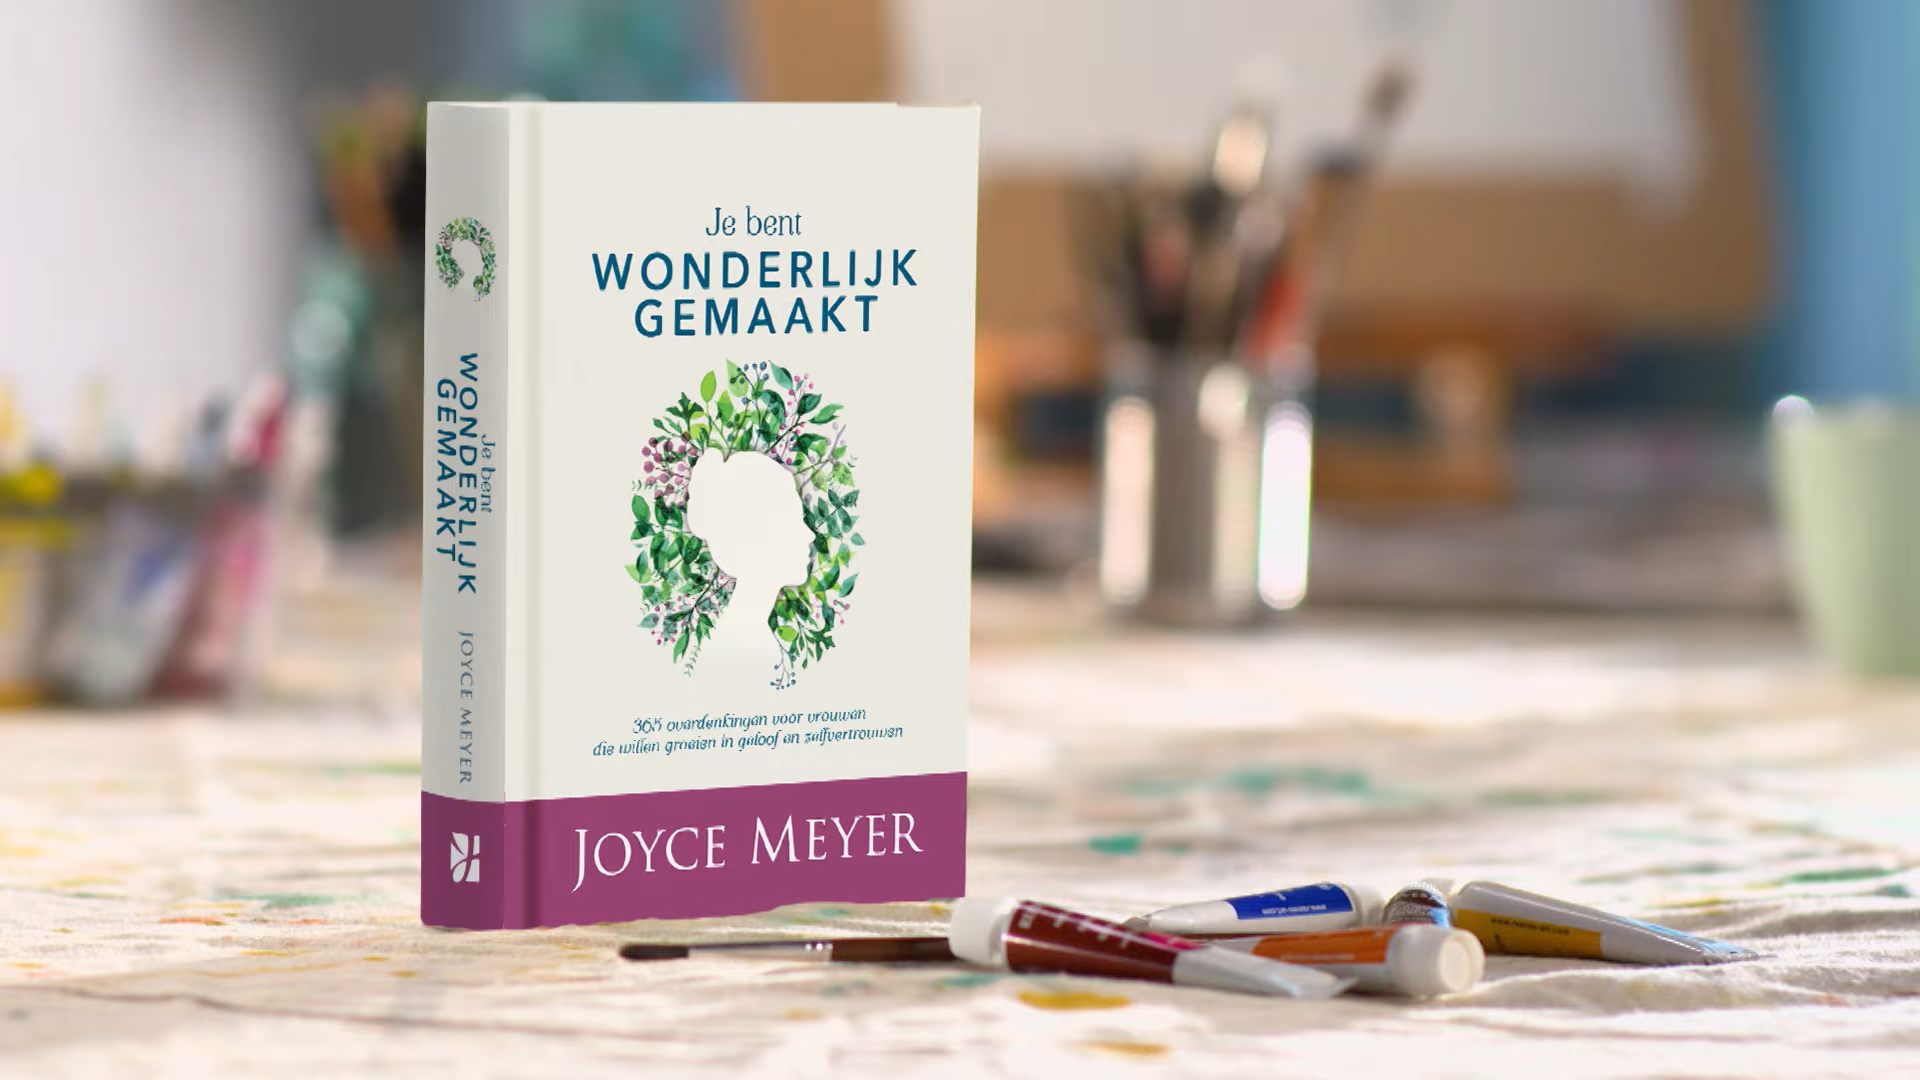 Je bent
WONDERLIJK
GEMAAKT
365 overdenkingen voor vrouwen
die willen groeien in geloof en zelfvertrouwen
JOYCE MEYER
Je bent
WONDERLIJK
GEMAAKT
JOYCE MEYER